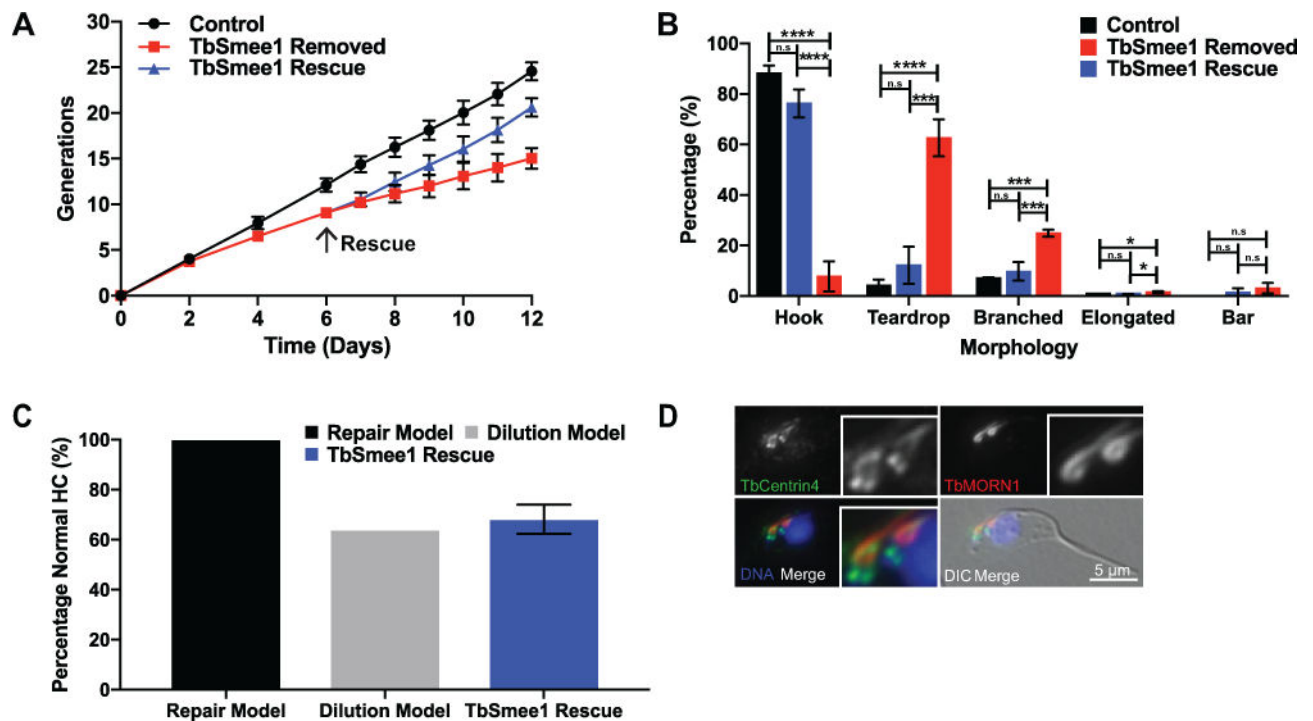 A
Control
TbSmee1 Removed
TbSmee1 Rescue
Generations
30
25
20
15
10
5
0
Rescue
0 2 4 6 8 10 12
Time (Days)
B
Control
TbSmee1 Removed
TbSmee1 Rescue
Percentage (%)
100
80
60
40
20
0
****
n.s
****
****
n.s
***
***
n.s
***
*
n.s
*
n.s
n.s
n.s
Hook Teardrop Branched Elongated Bar
Morphology
C
Repair Model Dilution Model
TbSmee1 Rescue
Percentage Normal HC (%)
100
80
60
40
20
0
Repair Model Dilution Model TbSmee1 Rescue
D
TbCentrin4
TbMORN1
DNA Merge
DIC Merge
5 µm